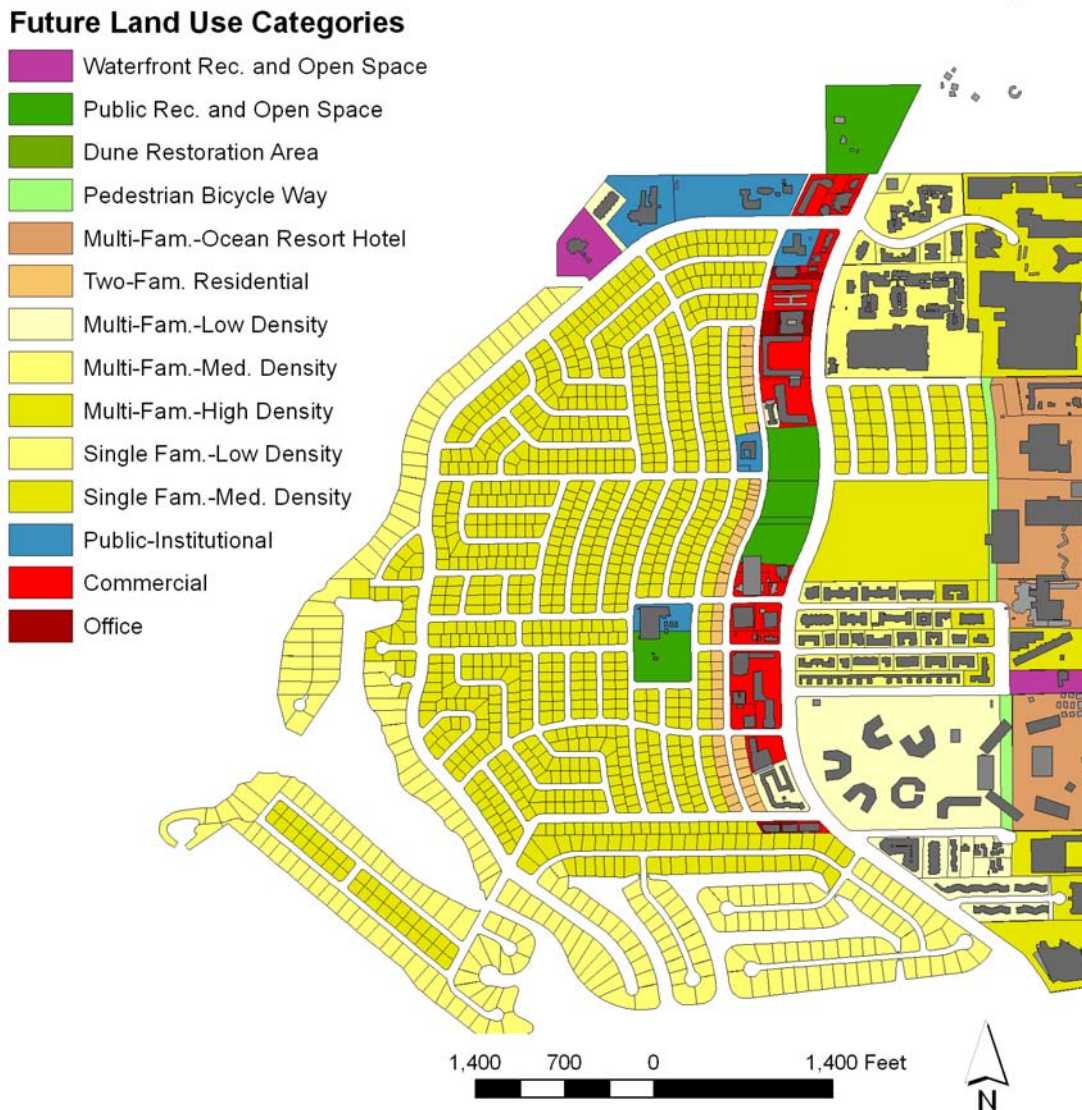 Future Land Use Categories
Waterfront Rec. and Open Space
Public Rec. and Open Space
Dune Restoration Area
Pedestrian Bicycle Way
Multi-Fam.-Ocean Resort Hotel
Two-Fam. Residential
Multi-Fam.-Low Density
Multi-Fam.-Med. Density
Multi-Fam.-High Density
Single Fam.-Low Density
Single Fam.-Med. Density
Public-Institutional
Commercial
Office
1,400 700 0 1,400 Feet
N